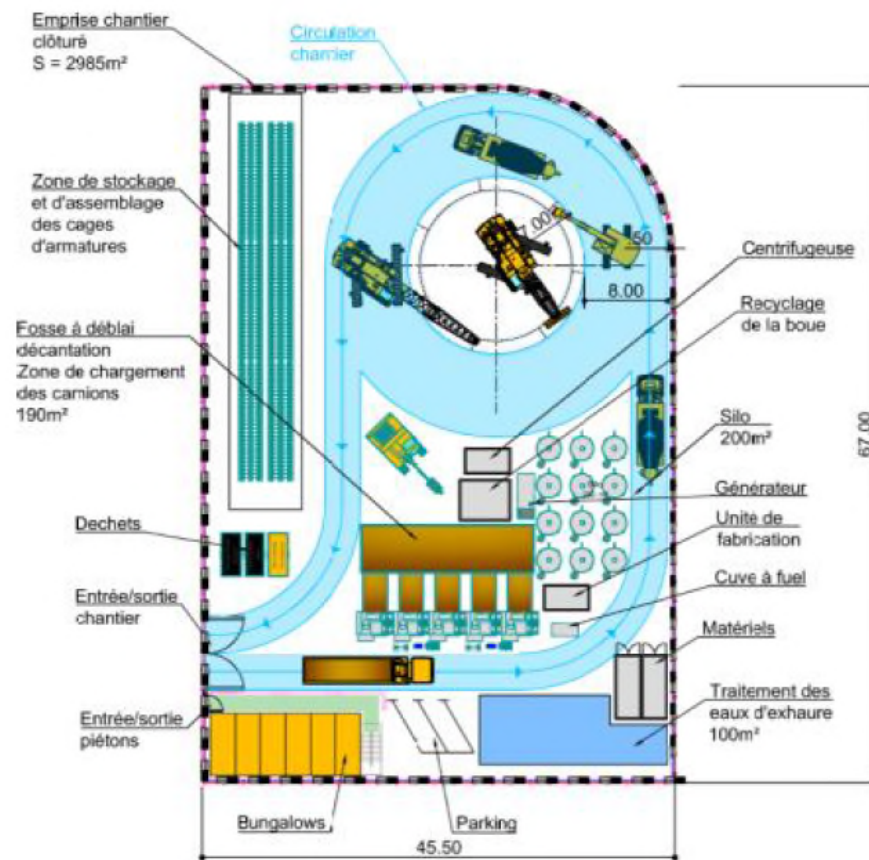 Emprise chantier
clôturé
S = 2985m²
Circulation
chantier
Zone de stockage
et d'assemblage
des cages
d'armatures
7.00
50
8.00
Centrifugeuse
Recyclage
de la boue
Fosse à déblai
décantation
Zone de chargement
des camions
190m²
67.00
Silo
200m²
Générateur
Dechets
Unité de
fabrication
Cuve à fuel
Entrée/sortie
chantier
Matériels
Entrée/sortie
piétons
Traitement des
eaux d'exhaure
100m²
Bungalows
Parking
45.50